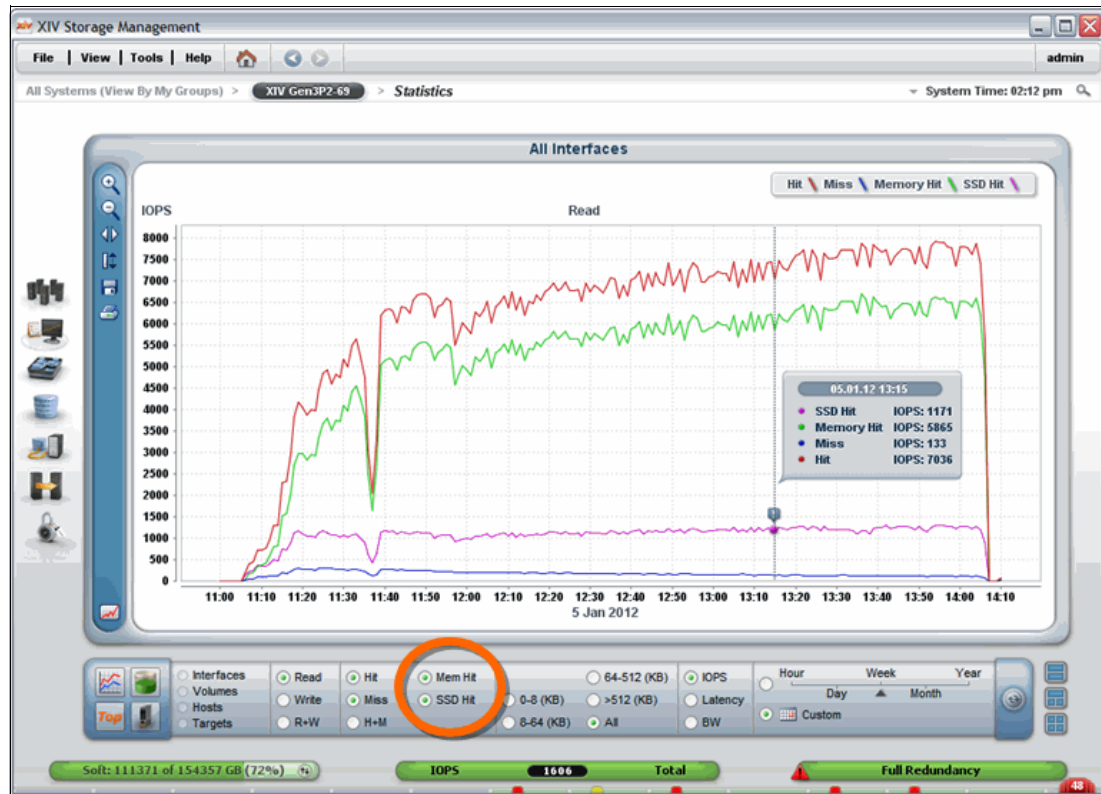 XIV Storage Management
File | View | Tools | Help admin
All Systems (View By My Groups) > XIV Gen3P2-69 > Statistics System Time: 02:12 pm
All Interfaces
Hit Miss Memory Hit SSD Hit
IOPS Read
8000
7500
7000
6500
6000
5500
5000
4500
4000
3500
3000
2500
2000
1500
1000
500
0
05.01.12 13:15
SSD Hit IOPS: 1171
Memory Hit IOPS: 5865
Miss IOPS: 133
Hit IOPS: 7036
1
11:00 11:10 11:20 11:30 11:40 11:50 12:00 12:10 12:20 12:30 12:40 12:50 13:00 13:10 13:20 13:30 13:40 13:50 14:00 14:10
5 Jan 2012
Interfaces Read Hit Mem Hit 64-512 (KB) IOPS Hour Week Year
Volumes Day Month
Hosts Write Miss SSD Hit 0-8 (KB) >512 (KB) Latency
Top Targets R+W H+M 8-64 (KB) All BW Custom
Soft: 111371 of 154357 GB (72%) IOPS 1606 Total Full Redundancy
48